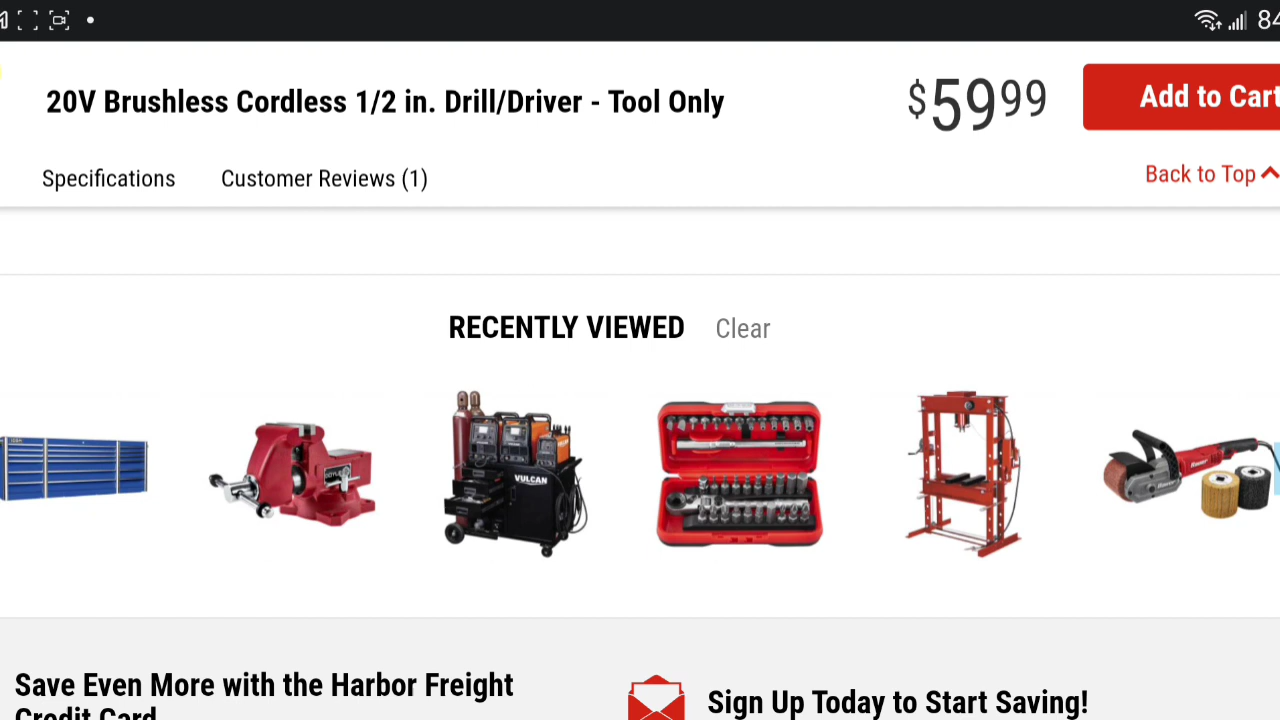 84
20V Brushless Cordless 1/2 in. Drill/Driver - Tool Only
$59 99
Add to Cart
Specifications
Customer Reviews (1)
Back to Top
RECENTLY VIEWED
Clear
VULCAN
Save Even More with the Harbor Freight
Credit Card
Sign Up Today to Start Saving!